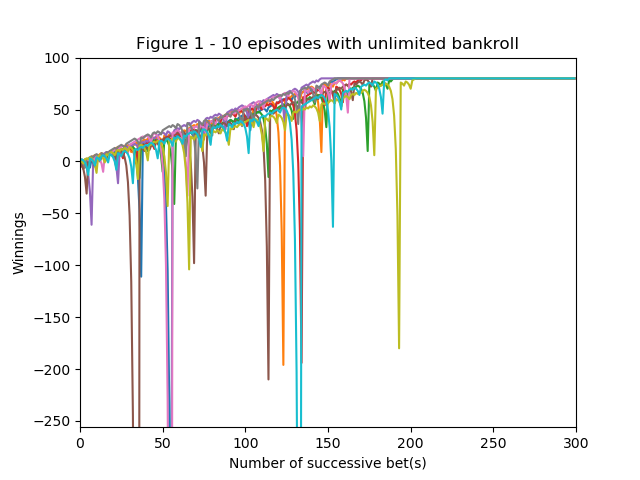 Figure 1 - 10 episodes with unlimited bankroll
100
50
0
−50
−100
−150
−200
−250
Winnings
0 50 100 150 200 250 300
Number of successive bet(s)